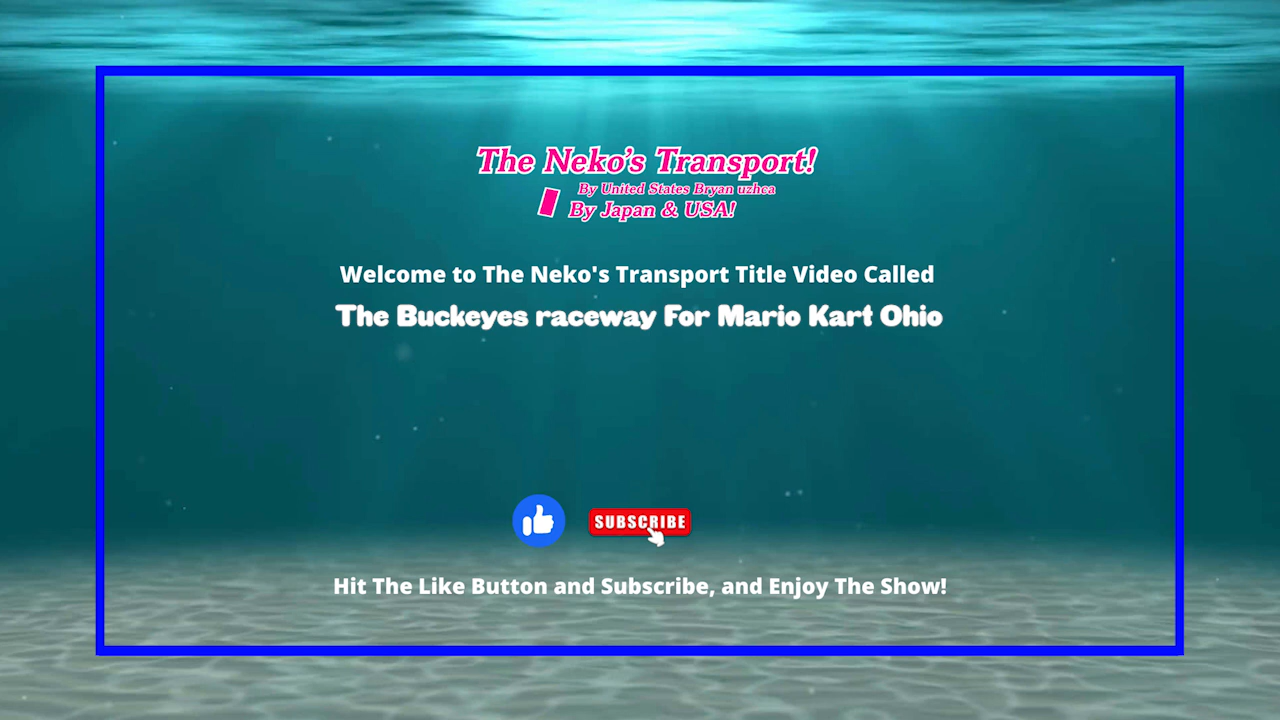 The Neko's Transport!
By United States Bryan uzhca
By Japan & USA!
Welcome to The Neko's Transport Title Video Called
The Buckeyes raceway For Mario Kart Ohio
SUBSCRIBE
Hit The Like Button and Subscribe, and Enjoy The Show!